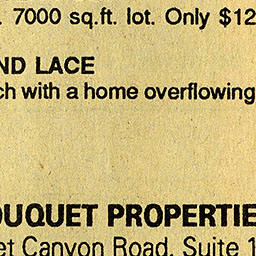 . 7000 sq.ft. lot. Only $12
ND LACE
ch with a home overflowing
OUQUET PROPERTIE
et Canyon Road, Suite 1